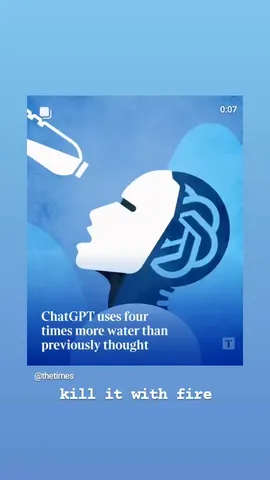 0:07
ChatGPT uses four
times more water than
previously thought
T
@thetimes
kill it with fire